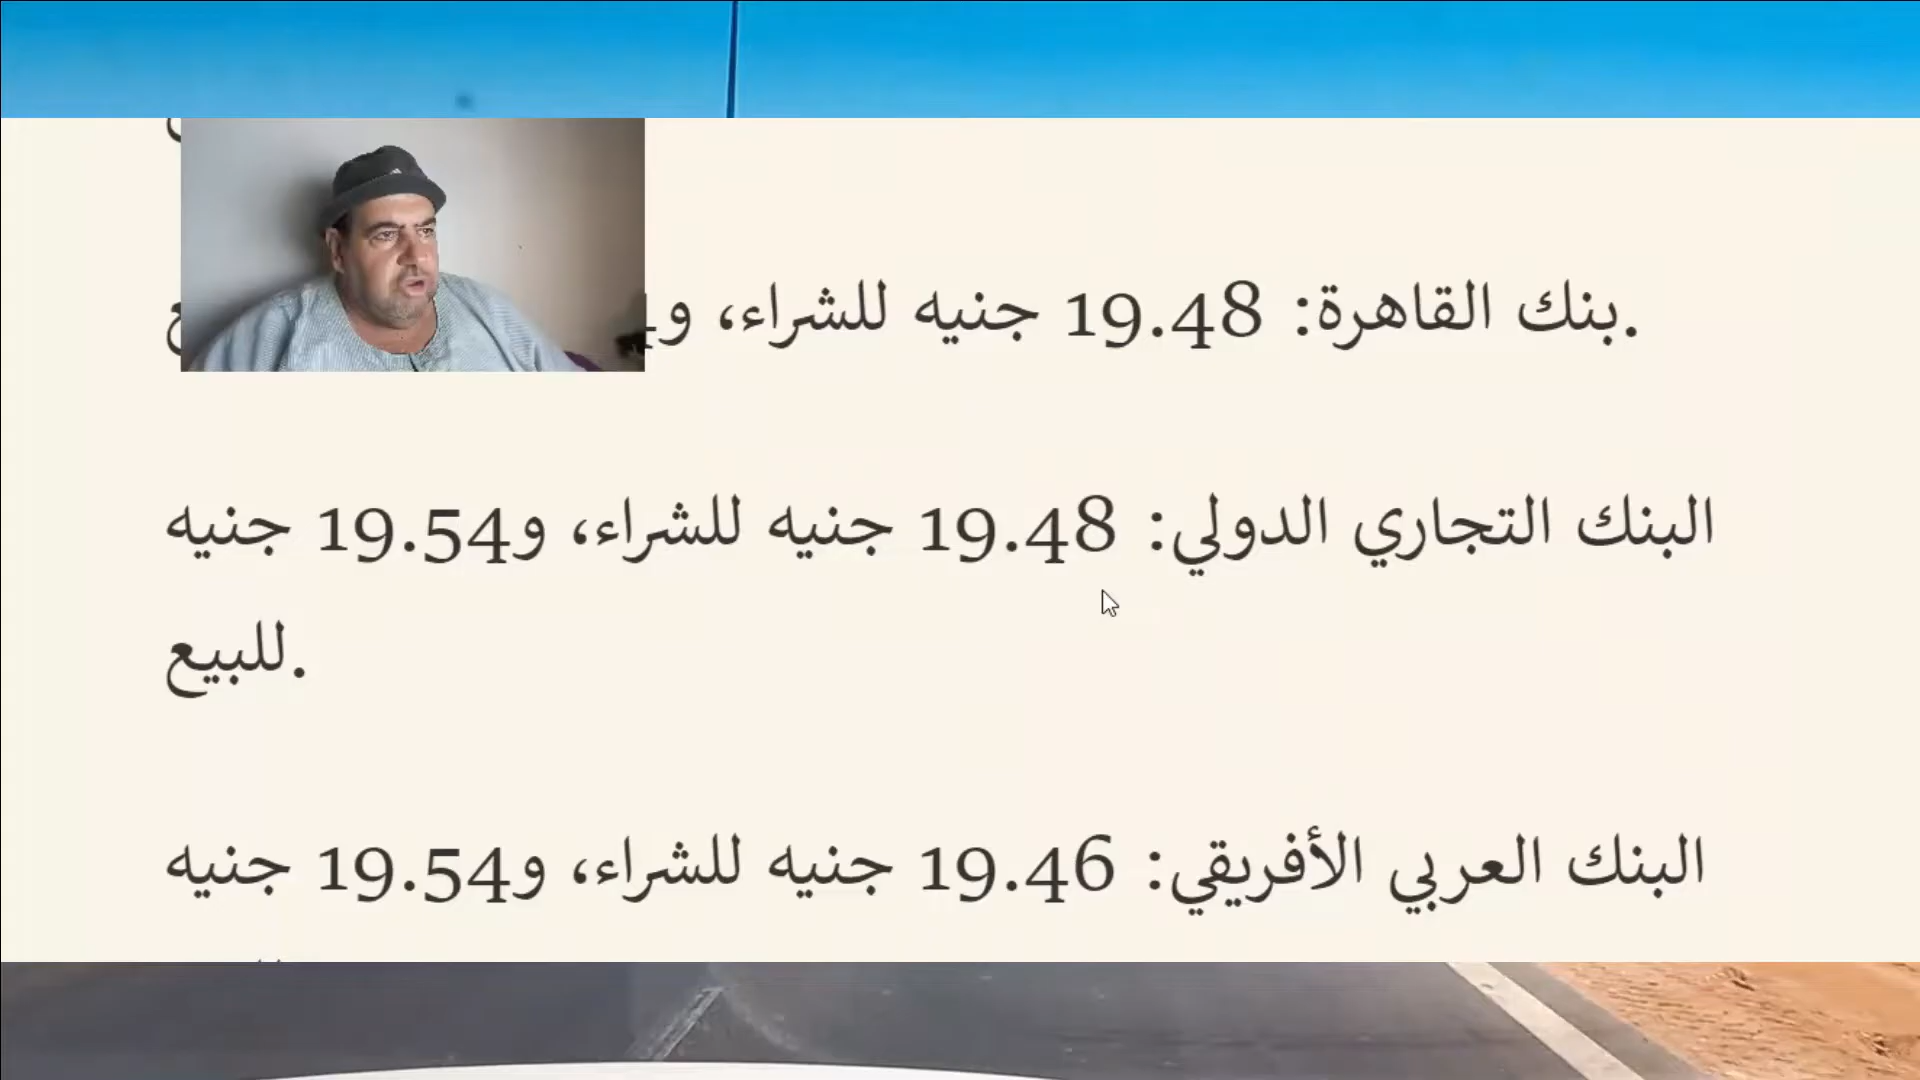 بنك القاهرة: 19.48 جنيه للشراء، و
البنك التجاري الدولي: 19.48 جنيه للشراء، و19.54 جنيه
للبيع.
البنك العربي الأفريقي: 19.46 جنيه للشراء، و19.54 جنيه